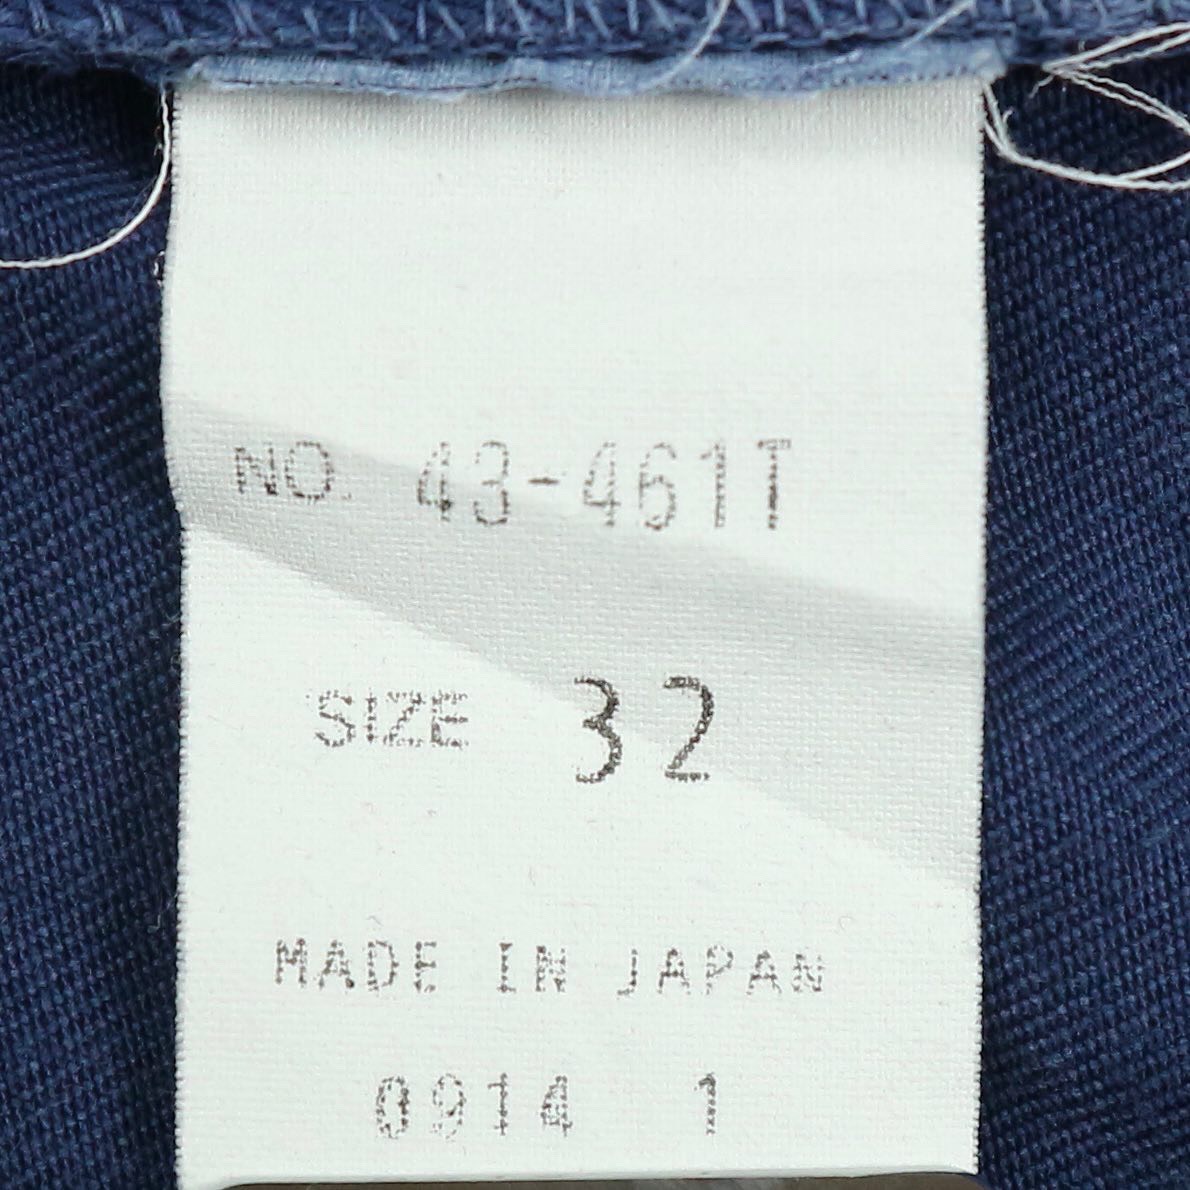 NO. 43-461T
SIZE 32
MADE IN JAPAN
0914 1